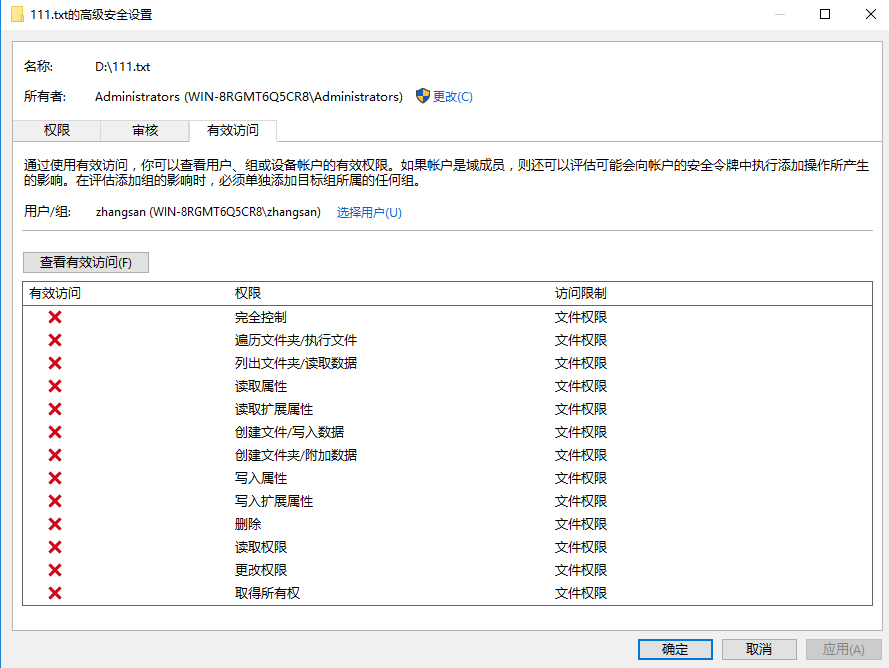 111.txt的高级安全设置
名称: D:\111.txt
所有者: Administrators (WIN-8RGMT6Q5CR8\Administrators) 更改(C)
权限 审核 有效访问
通过使用有效访问，你可以查看用户、组或设备帐户的有效权限。如果帐户是域成员，则还可以评估可能会向帐户的安全令牌中执行添加操作所产生
的影响。在评估添加组的影响时，必须单独添加目标组所属的任何组。
用户/组: zhangsan (WIN-8RGMT6Q5CR8\zhangsan) 选择用户(U)
查看有效访问(F)
有效访问 权限 访问限制
完全控制 文件权限
遍历文件夹/执行文件 文件权限
列出文件夹/读取数据 文件权限
读取属性 文件权限
读取扩展属性 文件权限
创建文件/写入数据 文件权限
创建文件夹/附加数据 文件权限
写入属性 文件权限
写入扩展属性 文件权限
删除 文件权限
读取权限 文件权限
更改权限 文件权限
取得所有权 文件权限
确定 取消 应用(A)